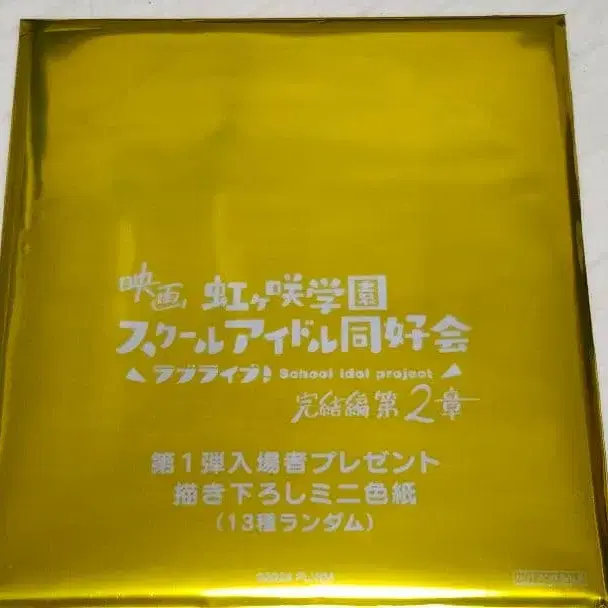 映画 虹ヶ咲学園
スクールアイドル同好会
ラブライブ! School idol project
完結編 第2章
第1弾入場者プレゼント
描き下ろしミニ色紙
(13種ランダム)